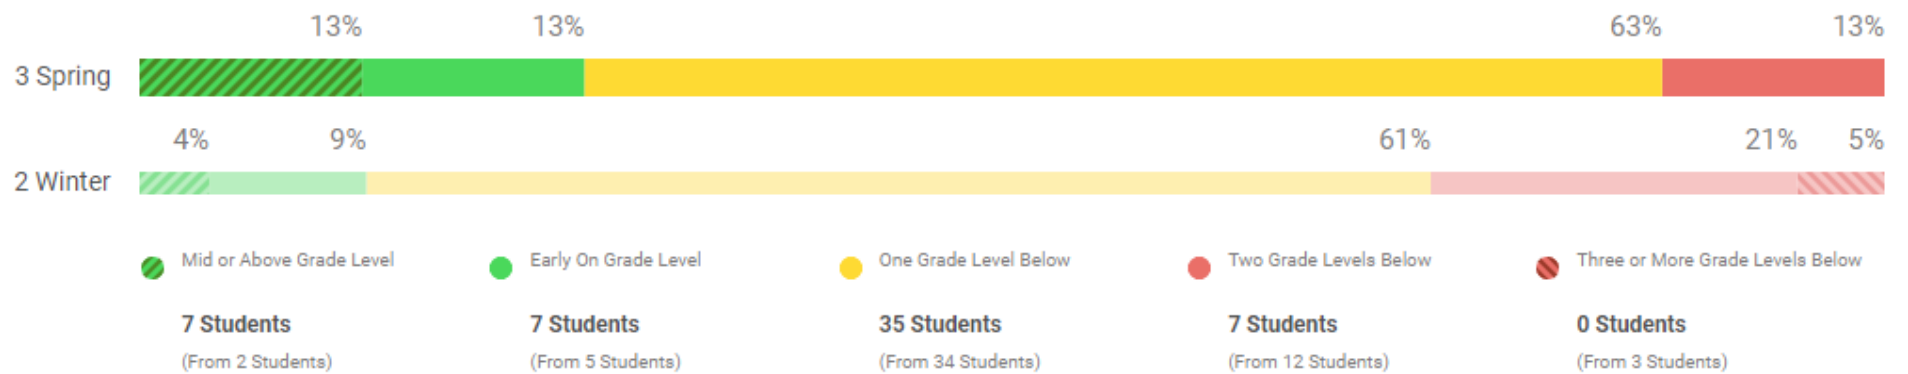 13% 13% 63% 13%
3 Spring
4% 9% 61% 21% 5%
2 Winter
Mid or Above Grade Level Early On Grade Level One Grade Level Below Two Grade Levels Below Three or More Grade Levels Below
7 Students 7 Students 35 Students 7 Students 0 Students
(From 2 Students) (From 5 Students) (From 34 Students) (From 12 Students) (From 3 Students)